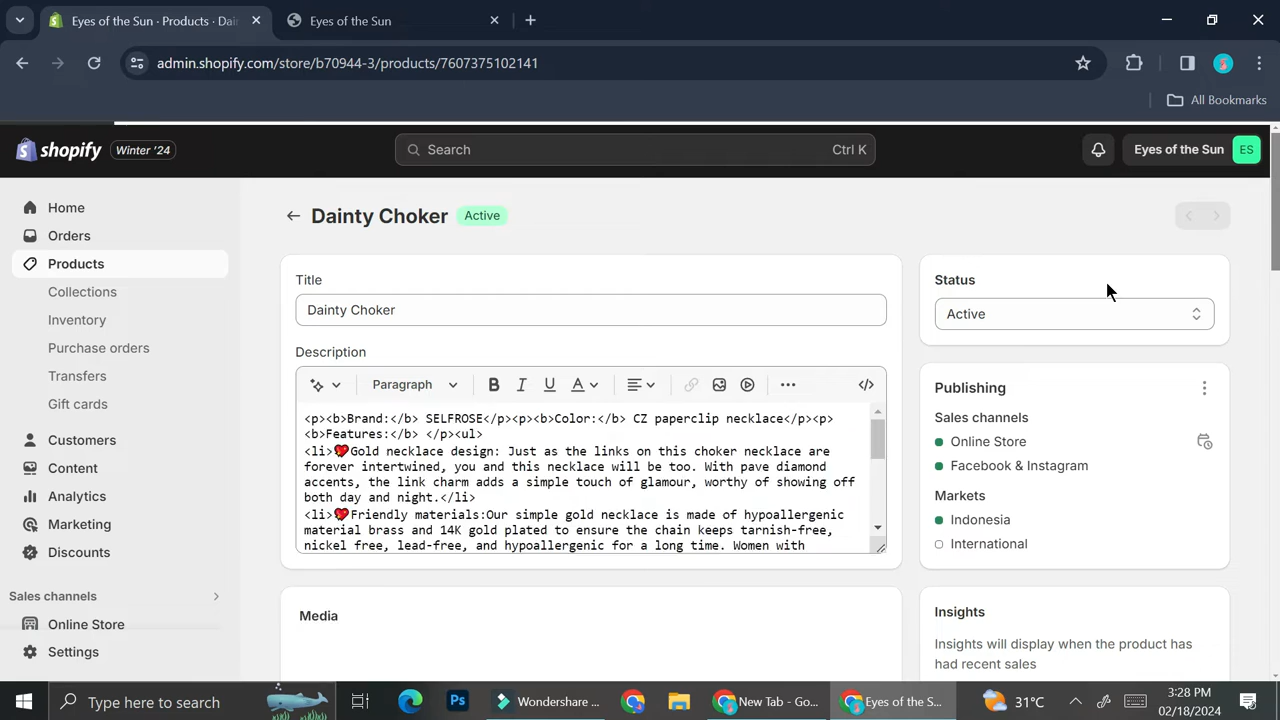 Eyes of the Sun · Products · Dai
Eyes of the Sun
admin.shopify.com/store/b70944-3/products/7607375102141
All Bookmarks
shopify
Winter '24
Search
Ctrl K
Eyes of the Sun
ES
Home
Orders
Products
Collections
Inventory
Purchase orders
Transfers
Gift cards
Customers
Content
Analytics
Marketing
Discounts
Sales channels
Online Store
Settings
Dainty Choker
Active
Title
Dainty Choker
Description
Paragraph
B I U A
<p><b>Brand:</b> SELFROSE</p><p><b>Color:</b> CZ paperclip necklace</p><p>
<b>Features:</b> </p><ul>
<li>💖Gold necklace design: Just as the links on this choker necklace are
forever intertwined, you and this necklace will be too. With pave diamond
accents, the link charm adds a simple touch of glamour, worthy of showing off
both day and night.</li>
<li>💖Friendly materials:Our simple gold necklace is made of hypoallergenic
material brass and 14K gold plated to ensure the chain keeps tarnish-free,
nickel free, lead-free, and hypoallergenic for a long time. Women with
Media
Status
Active
Publishing
Sales channels
Online Store
Facebook & Instagram
Markets
Indonesia
International
Insights
Insights will display when the product has
had recent sales
Type here to search
Ps
Wondershare ...
New Tab - Go...
Eyes of the S...
31°C
3:28 PM
02/18/2024